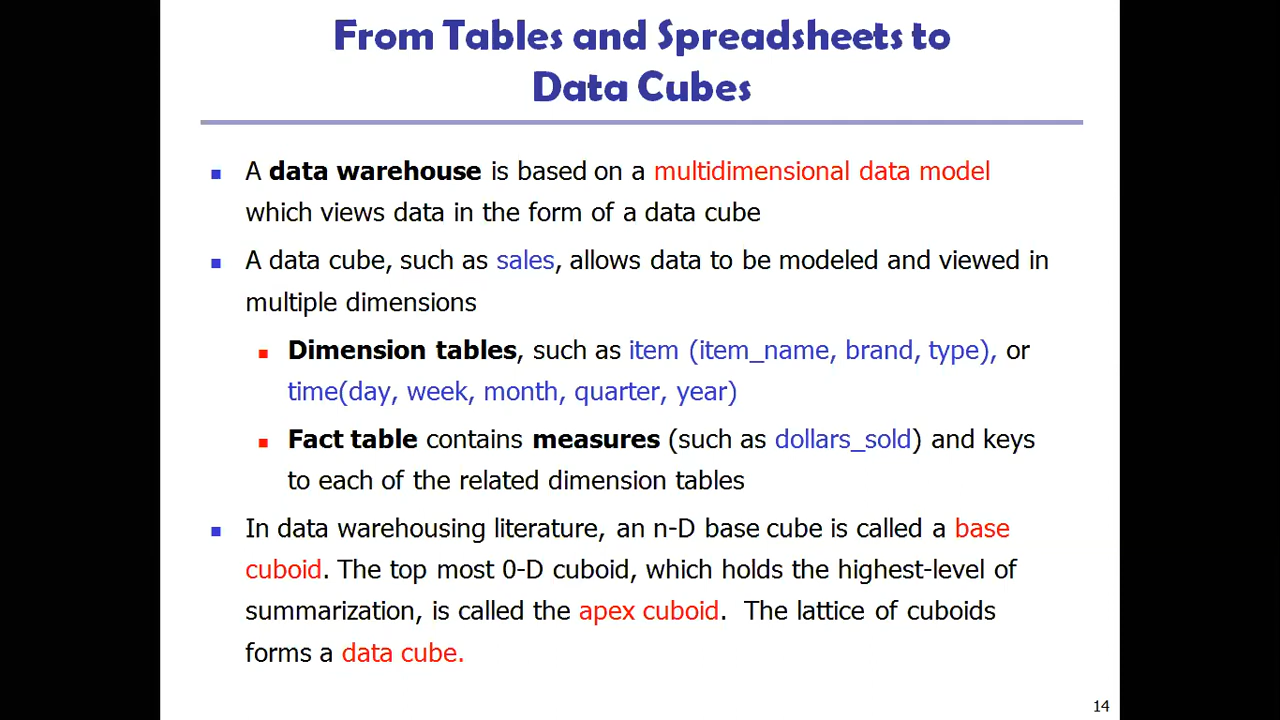 From Tables and Spreadsheets to
Data Cubes
A data warehouse is based on a multidimensional data model
which views data in the form of a data cube
A data cube, such as sales, allows data to be modeled and viewed in
multiple dimensions
Dimension tables, such as item (item_name, brand, type), or
time(day, week, month, quarter, year)
Fact table contains measures (such as dollars_sold) and keys
to each of the related dimension tables
In data warehousing literature, an n-D base cube is called a base
cuboid. The top most 0-D cuboid, which holds the highest-level of
summarization, is called the apex cuboid.  The lattice of cuboids
forms a data cube.
14